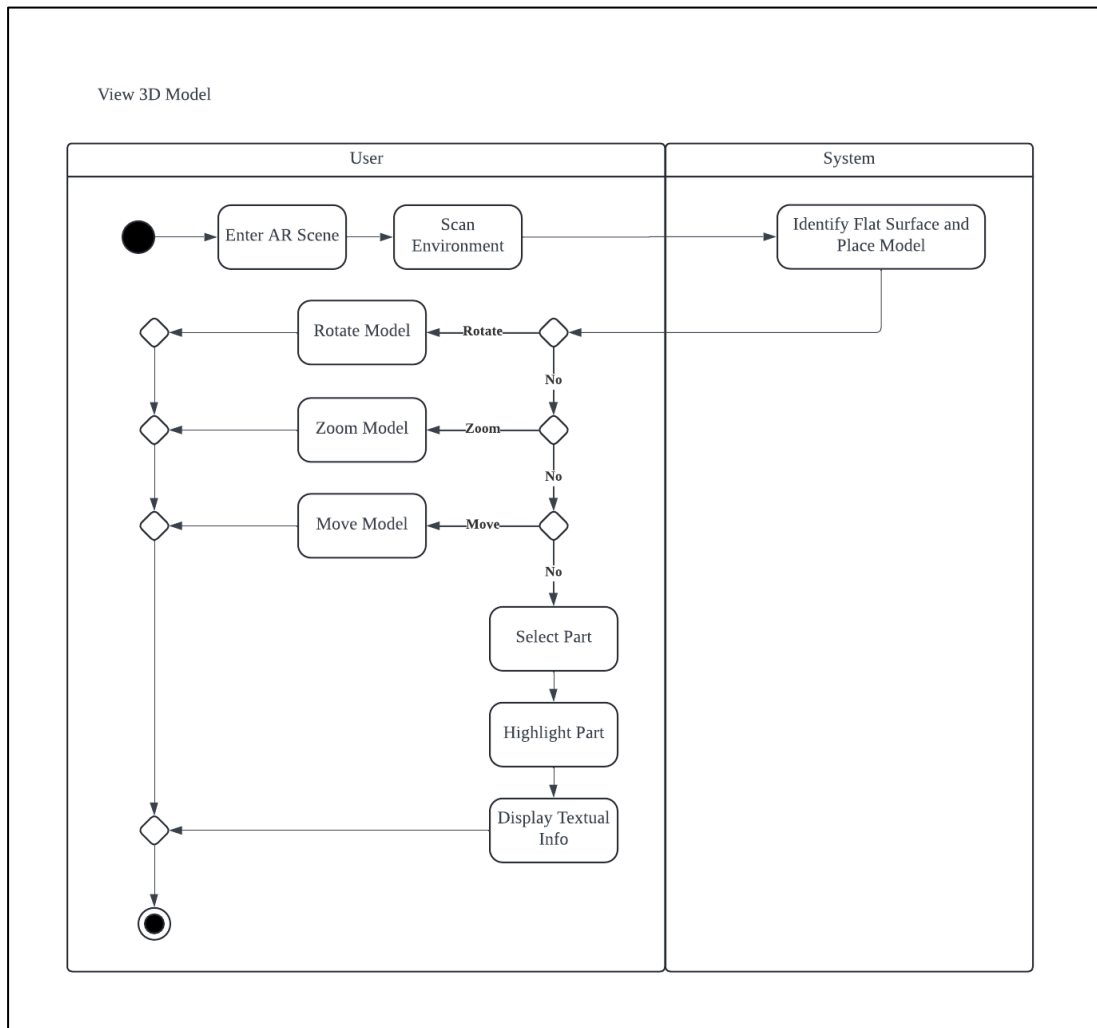 View 3D Model
User
System
Enter AR Scene
Scan
Environment
Identify Flat Surface and
Place Model
Rotate Model
Rotate
No
Zoom Model
Zoom
No
Move Model
Move
No
Select Part
Highlight Part
Display Textual
Info